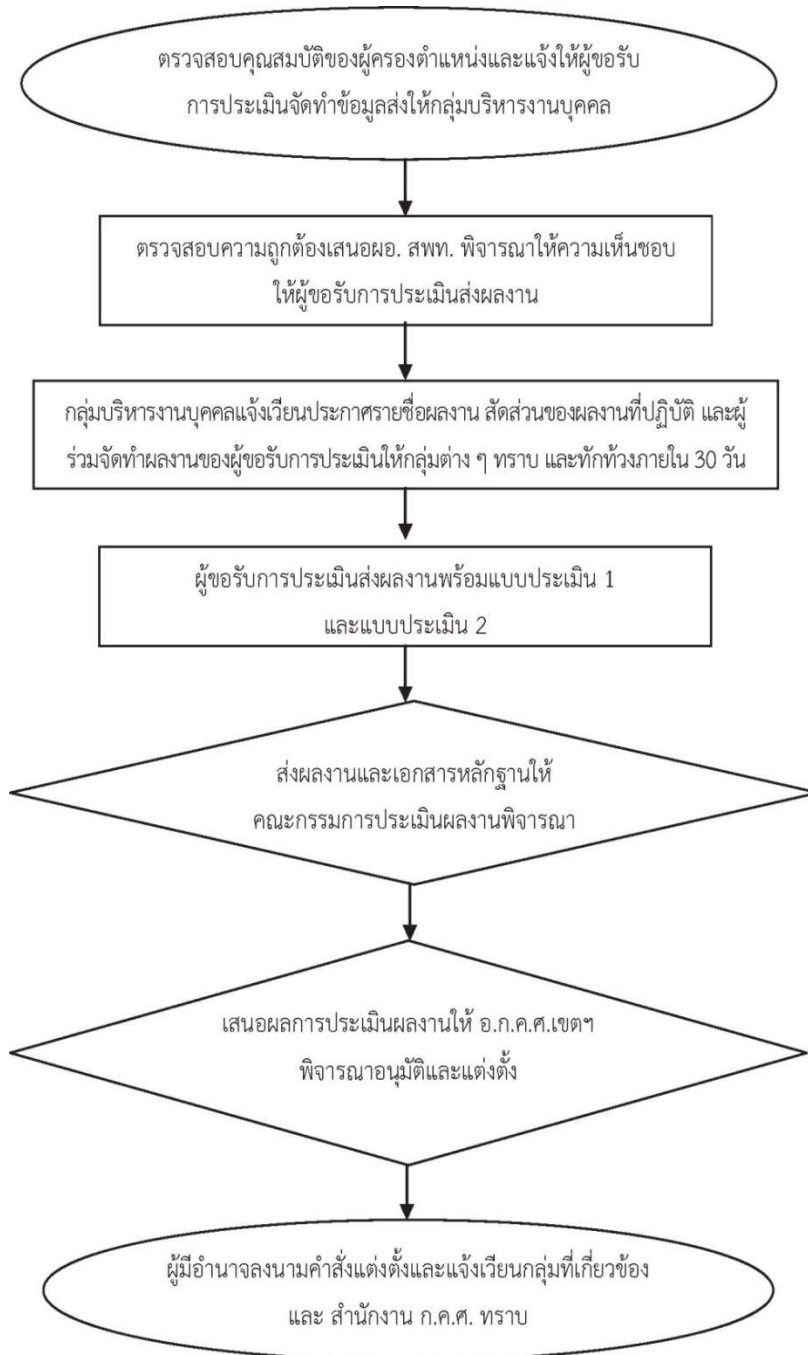 ตรวจสอบคุณสมบัติของผู้ครองตำแหน่งและแจ้งให้ผู้ขอรับ
การประเมินจัดทำข้อมูลส่งให้กลุ่มบริหารงานบุคคล
ตรวจสอบความถูกต้องเสนอผอ. สพท. พิจารณาให้ความเห็นชอบ
ให้ผู้ขอรับการประเมินส่งผลงาน
กลุ่มบริหารงานบุคคลแจ้งเวียนประกาศรายชื่อผลงาน สัดส่วนของผลงานที่ปฏิบัติ และผู้
ร่วมจัดทำผลงานของผู้ขอรับการประเมินให้กลุ่มต่าง ๆ ทราบ และทักท้วงภายใน 30 วัน
ผู้ขอรับการประเมินส่งผลงานพร้อมแบบประเมิน 1
และแบบประเมิน 2
ส่งผลงานและเอกสารหลักฐานให้
คณะกรรมการประเมินผลงานพิจารณา
เสนอผลการประเมินผลงานให้ อ.ก.ค.ศ.เขตฯ
พิจารณาอนุมัติและแต่งตั้ง
ผู้มีอำนาจลงนามคำสั่งแต่งตั้งและแจ้งเวียนกลุ่มที่เกี่ยวข้อง
และ สำนักงาน ก.ค.ศ. ทราบ